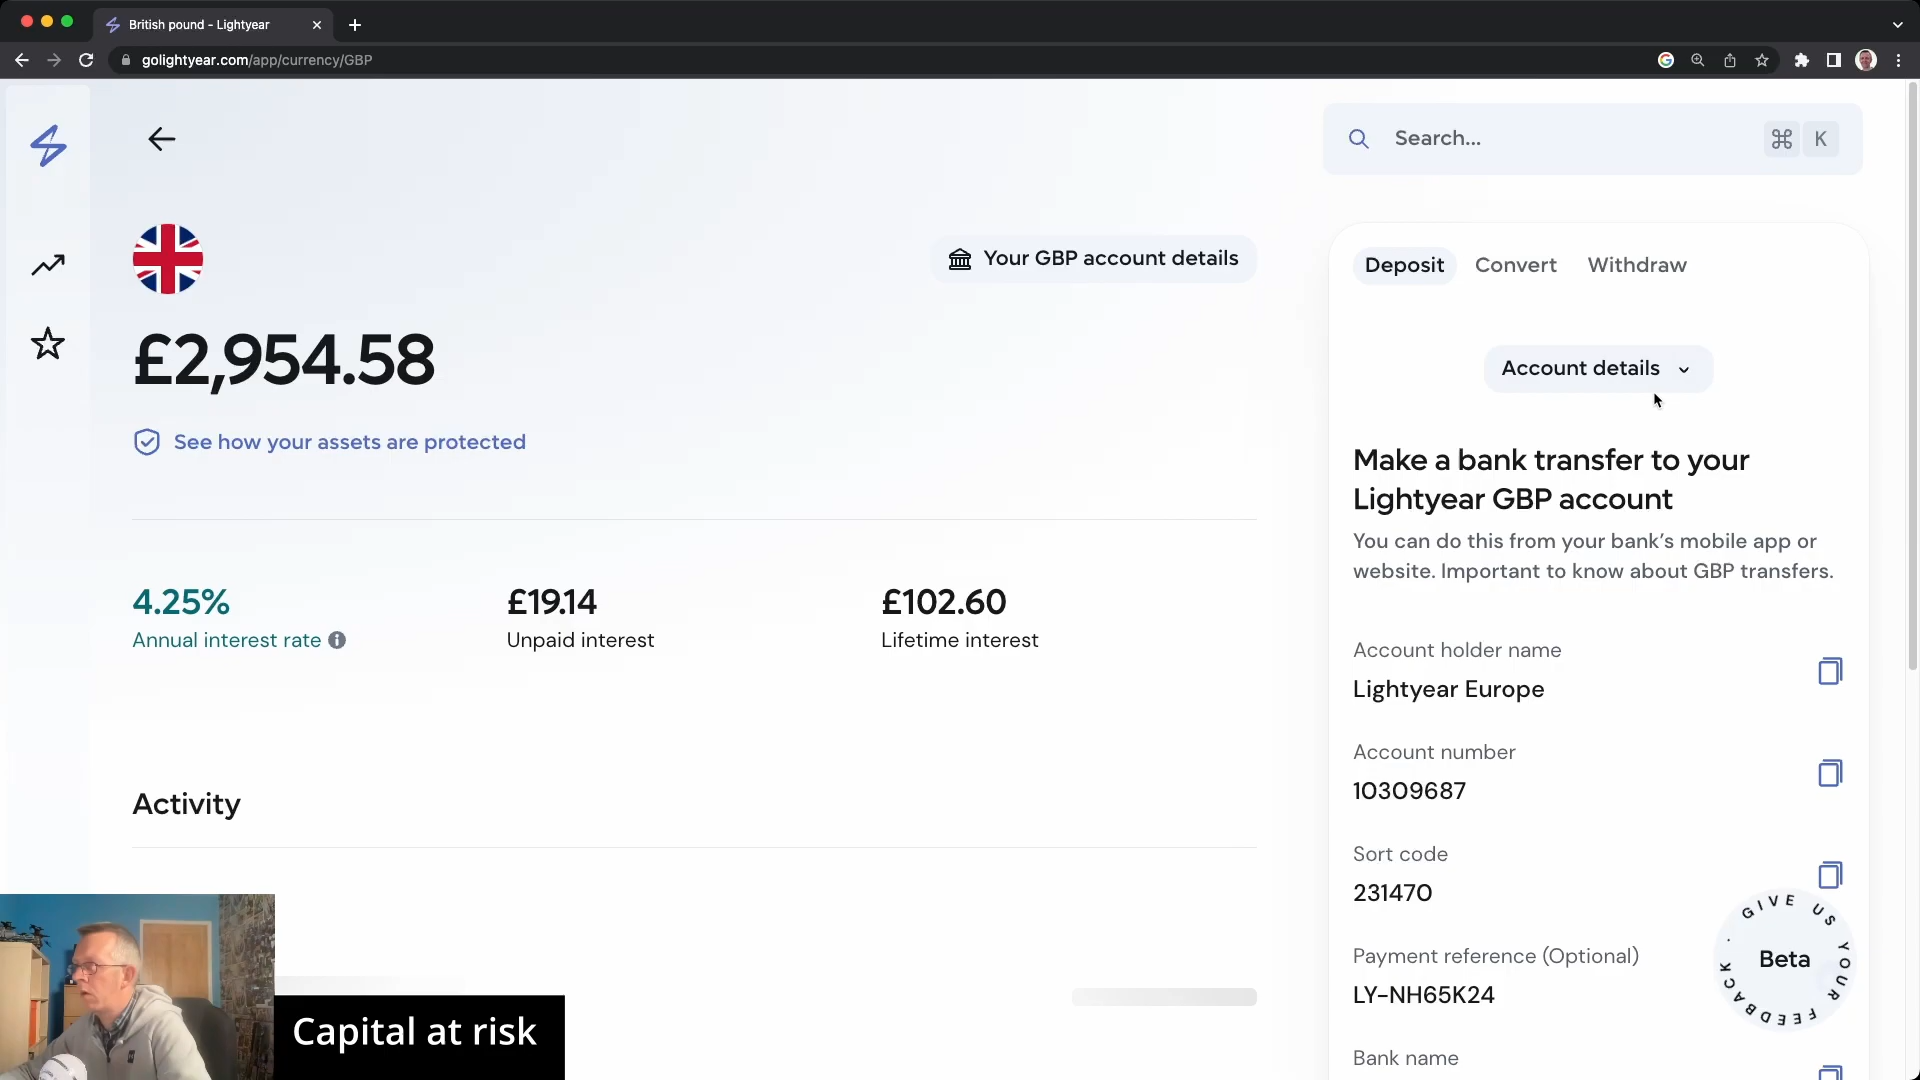 British pound - Lightyear
golightyear.com/app/currency/GBP
Search...
⌘ K
Your GBP account details
£2,954.58
See how your assets are protected
4.25%
Annual interest rate
£19.14
Unpaid interest
£102.60
Lifetime interest
Activity
Deposit Convert Withdraw
Account details
Make a bank transfer to your
Lightyear GBP account
You can do this from your bank's mobile app or
website. Important to know about GBP transfers.
Account holder name
Lightyear Europe
Account number
10309687
Sort code
231470
Payment reference (Optional)
LY-NH65K24
Bank name
GIVE US YOUR FEEDBACK ·
Beta
Capital at risk